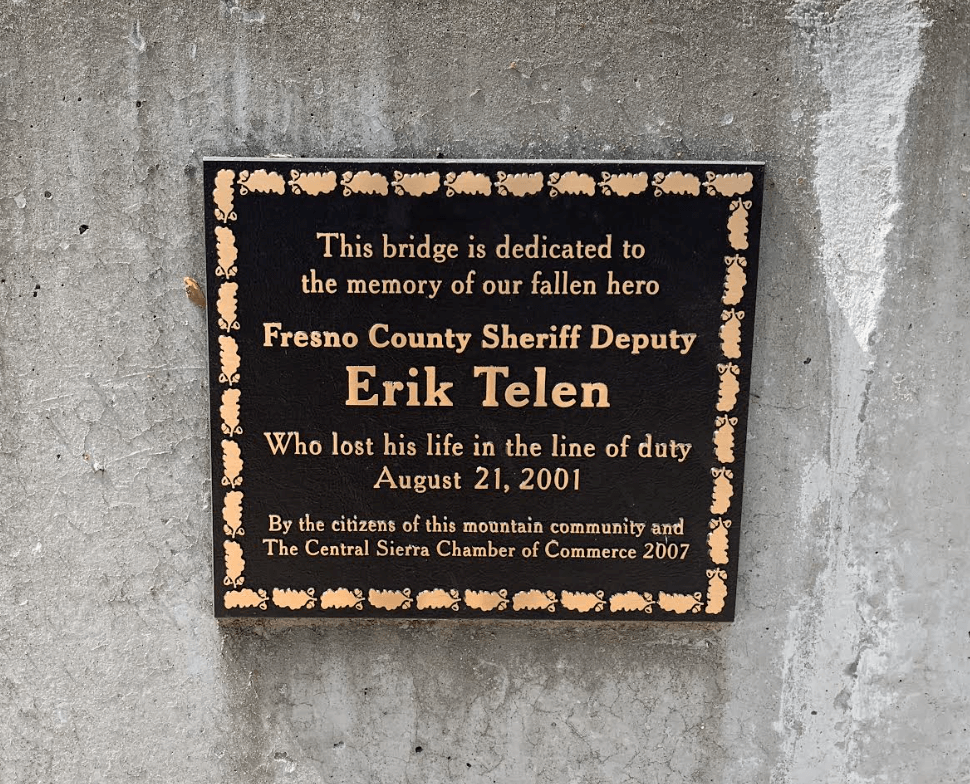 This bridge is dedicated to
the memory of our fallen hero
Fresno County Sheriff Deputy
Erik Telen
Who lost his life in the line of duty
August 21, 2001
By the citizens of this mountain community and
The Central Sierra Chamber of Commerce 2007